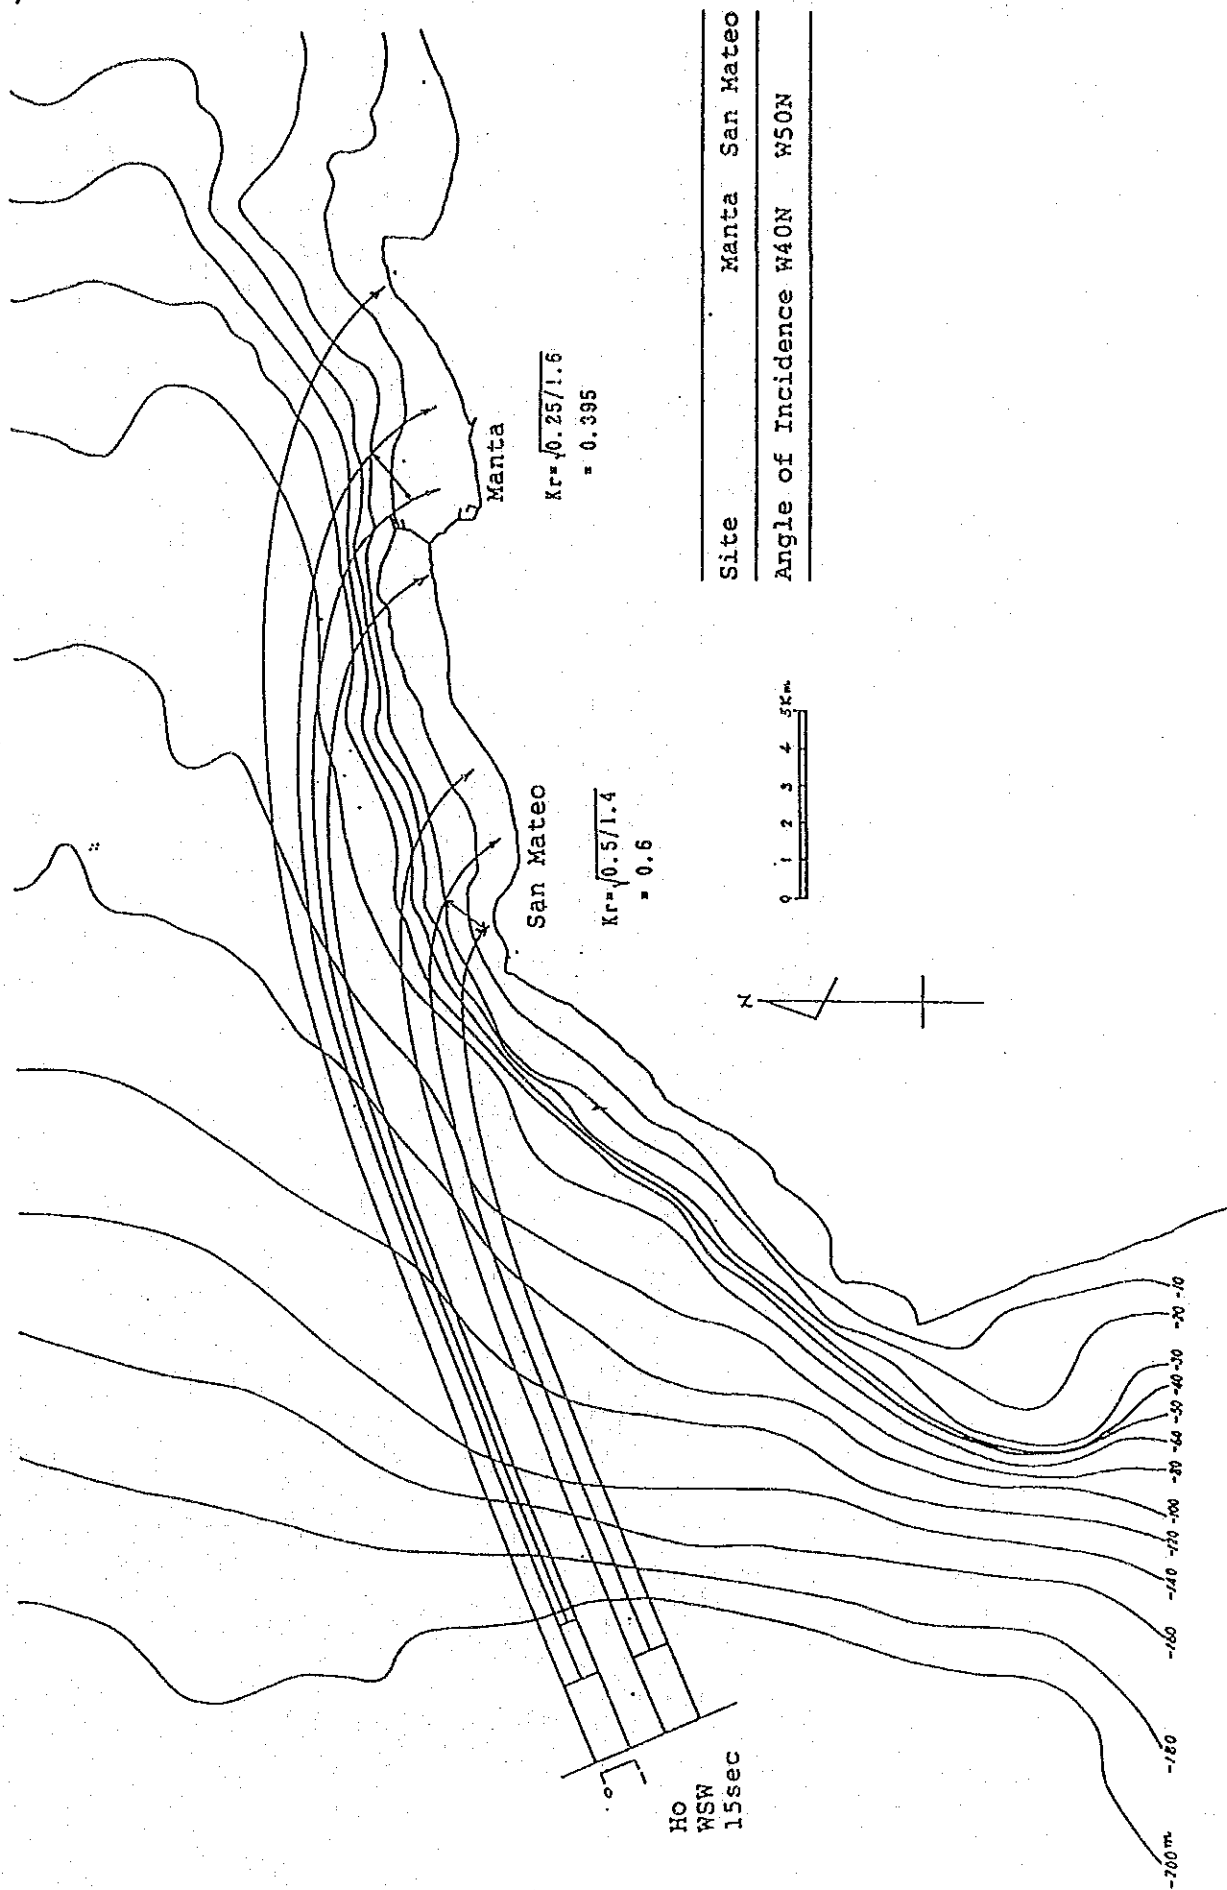 Manta
Kr=√0.25/1.6
= 0.395
San Mateo
Kr=√0.5/1.4
= 0.6
Site Manta San Mateo
Angle of Incidence W40N W50N
0 1 2 3 4 5Km
N
Ho
WSW
15sec
-200m
-180
-160
-140
-120
-100
-80
-60
-50
-40
-30
-20
-10